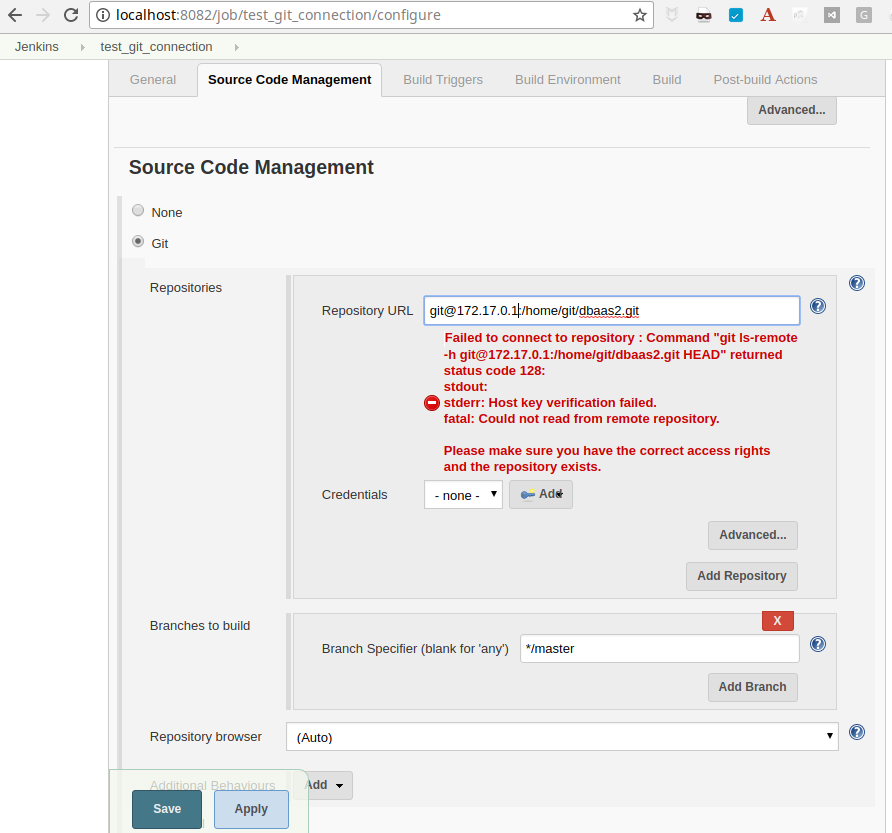 localhost:8082/job/test_git_connection/configure
Jenkins test_git_connection
General Source Code Management Build Triggers Build Environment Build Post-build Actions
Advanced...
Source Code Management
None
Git
Repositories
Repository URL git@172.17.0.1:/home/git/dbaas2.git
Failed to connect to repository : Command "git ls-remote
-h git@172.17.0.1:/home/git/dbaas2.git HEAD" returned
status code 128:
stdout:
stderr: Host key verification failed.
fatal: Could not read from remote repository.
Please make sure you have the correct access rights
and the repository exists.
Credentials - none - Add
Advanced...
Add Repository
Branches to build
X
Branch Specifier (blank for 'any') */master
Add Branch
Repository browser (Auto)
Additional Behaviours Add
Save Apply